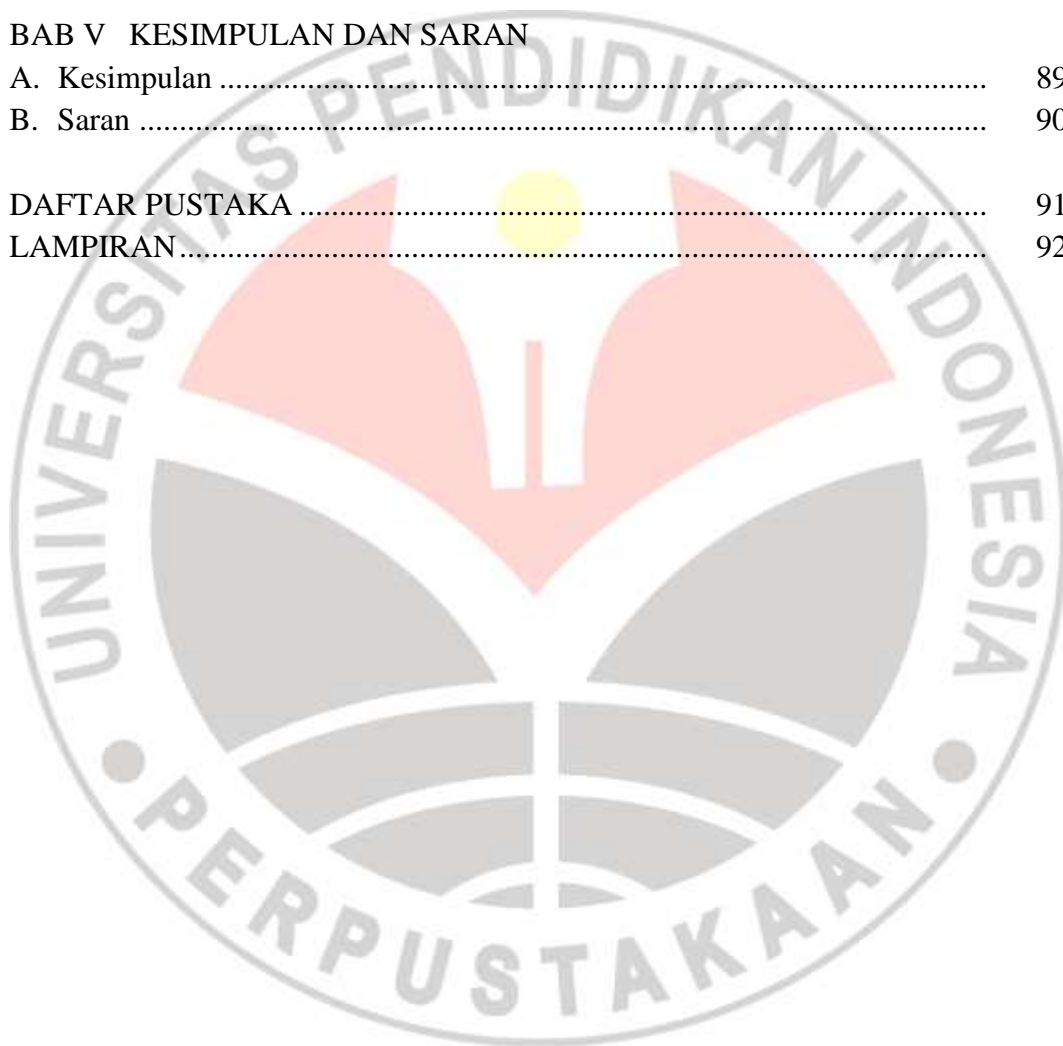 BAB V KESIMPULAN DAN SARAN
A. Kesimpulan ................................................................................................ 89
B. Saran .......................................................................................................... 90
DAFTAR PUSTAKA ...................................................................................... 91
LAMPIRAN..................................................................................................... 92
UNIVERSITAS PENDIDIKAN INDONESIA
PERPUSTAKAAN